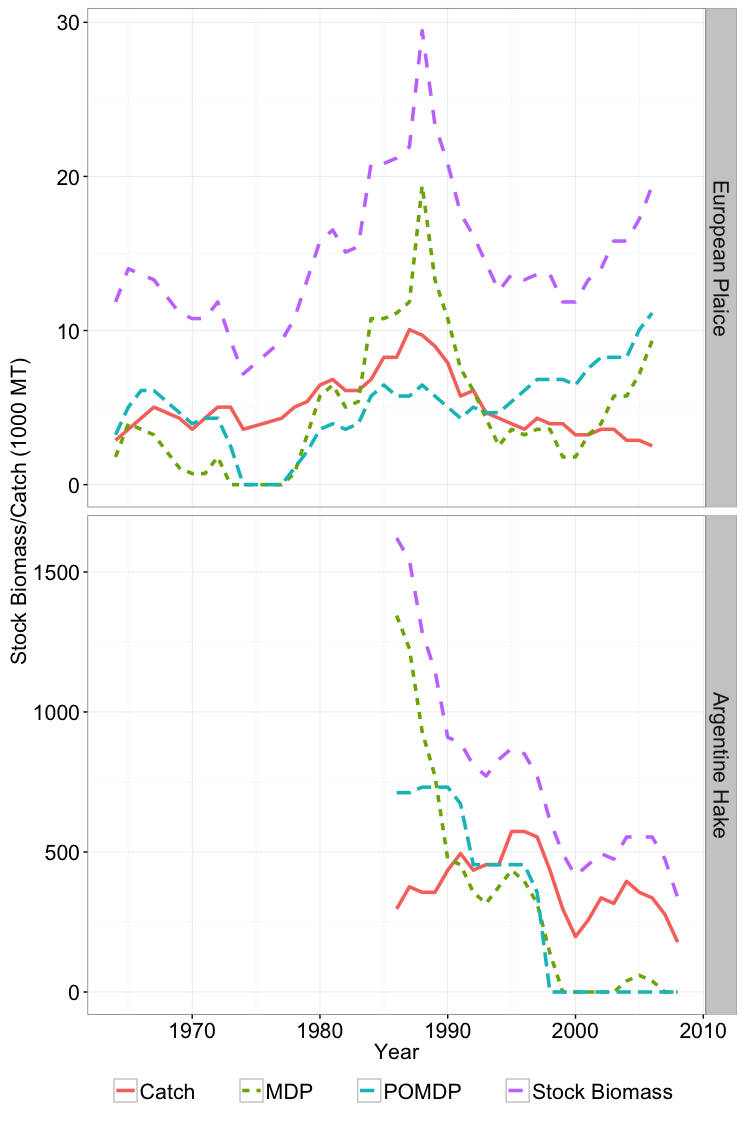 Stock Biomass/Catch (1000 MT)
30
20
10
0
European Plaice
1500
1000
500
0
Argentine Hake
1970 1980 1990 2000 2010
Year
Catch MDP POMDP Stock Biomass